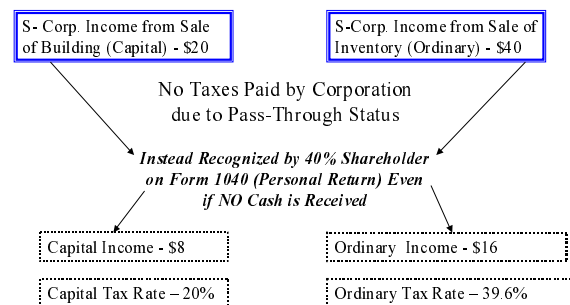 S- Corp. Income from Sale
of Building (Capital) - $20
S-Corp. Income from Sale of
Inventory (Ordinary) - $40
No Taxes Paid by Corporation
due to Pass-Through Status
Instead Recognized by 40% Shareholder
on Form 1040 (Personal Return) Even
if NO Cash is Received
Capital Income - $8
Ordinary Income - $16
Capital Tax Rate – 20%
Ordinary Tax Rate – 39.6%